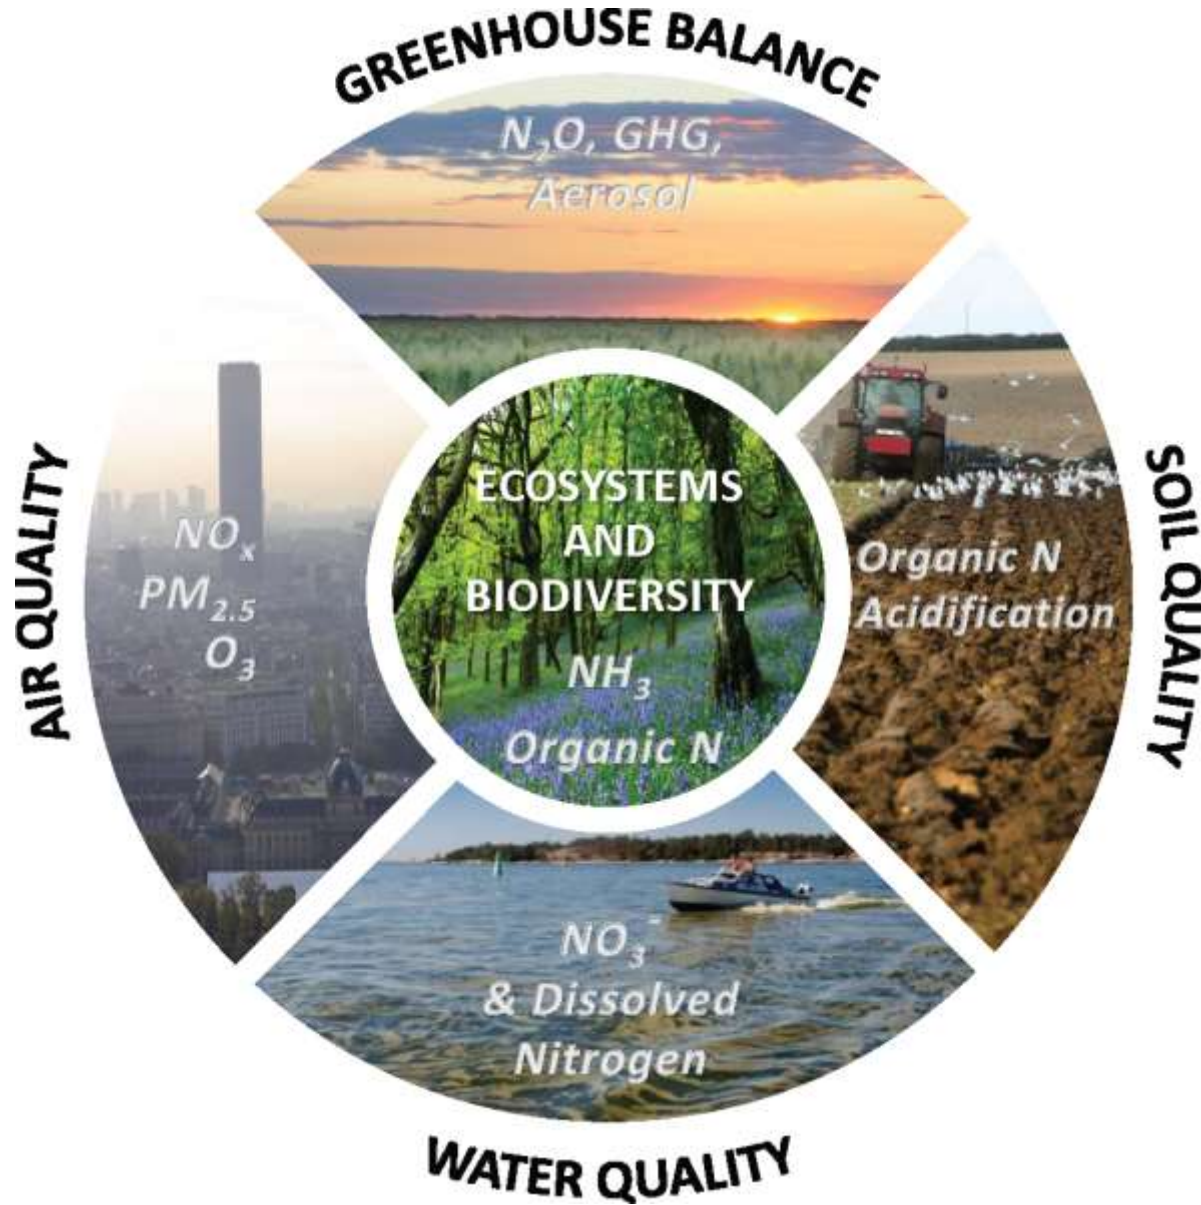 GREENHOUSE BALANCE
N₂O, GHG,
Aerosol
AIR QUALITY
NOₓ
PM₂.₅
O₃
ECOSYSTEMS
AND
BIODIVERSITY
NH₃
Organic N
Organic N
Acidification
SOIL QUALITY
NO₃⁻
& Dissolved
Nitrogen
WATER QUALITY